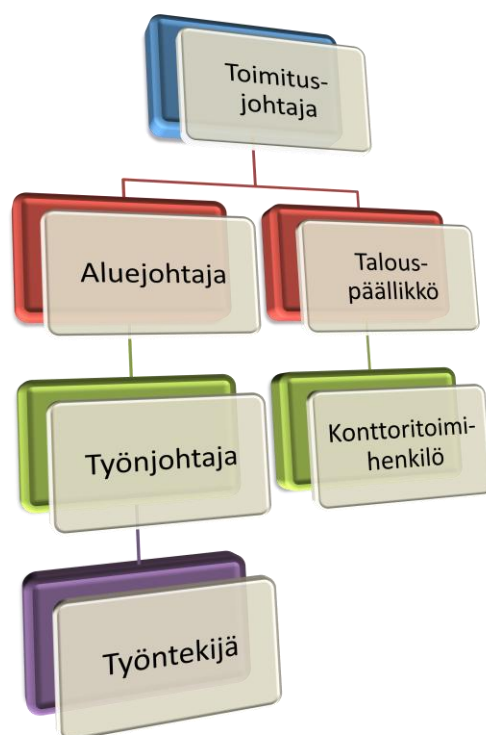 Toimitus-
johtaja
Aluejohtaja
Talous-
päällikkö
Työnjohtaja
Konttoritoimi-
henkilö
Työntekijä